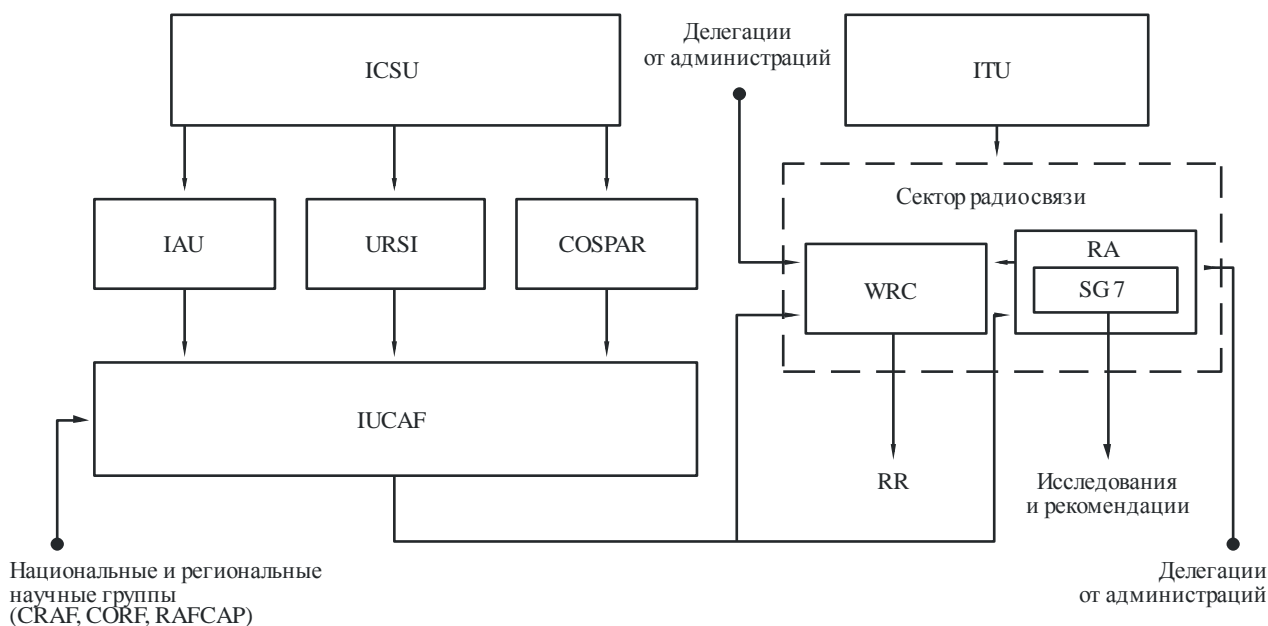 Делегации
от администраций
ICSU
ITU
Сектор радиосвязи
IAU
URSI
COSPAR
RA
WRC
SG 7
IUCAF
RR
Исследования
и рекомендации
Национальные и региональные
научные группы
(CRAF, CORF, RAFCAP)
Делегации
от администраций